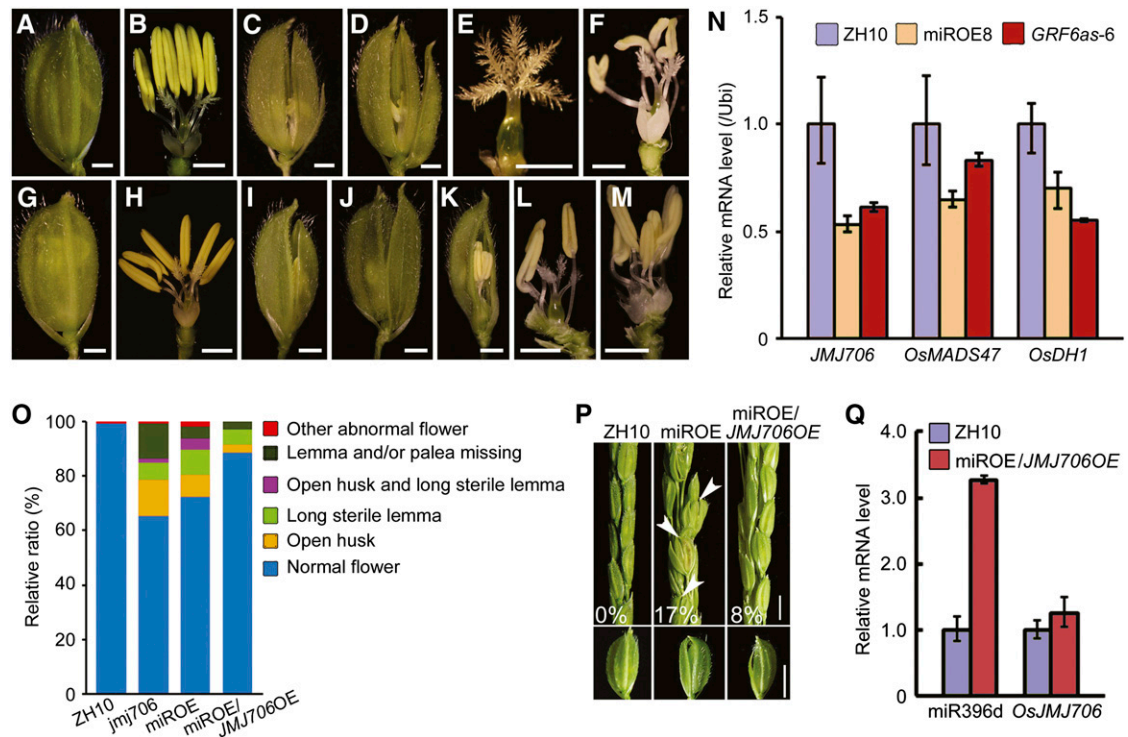 A B C D E F
G H I J K L M
N
Relative mRNA level (/Ubi)
1.5
1.0
0.5
0
ZH10 miROE8 GRF6as-6
JMJ706 OsMADS47 OsDH1
O
Relative ratio (%)
100
80
60
40
20
0
ZH10 jmj706 miROE miROE/
JMJ706OE
Other abnormal flower
Lemma and/or palea missing
Open husk and long sterile lemma
Long sterile lemma
Open husk
Normal flower
P
miROE/
ZH10 miROE JMJ706OE
0% 17% 8%
Q
Relative mRNA level
4.0
3.0
2.0
1.0
0
ZH10
miROE/JMJ706OE
miR396d OsJMJ706